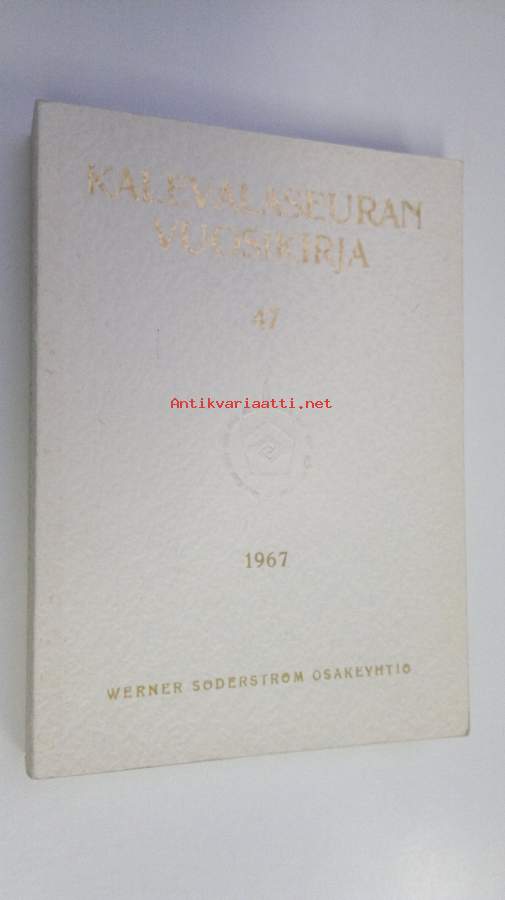 KALEVALASEURAN
VUOSIKIRJA
47
Antikvariaatti.net
1967
WERNER SÖDERSTRÖM OSAKEYHTIÖ